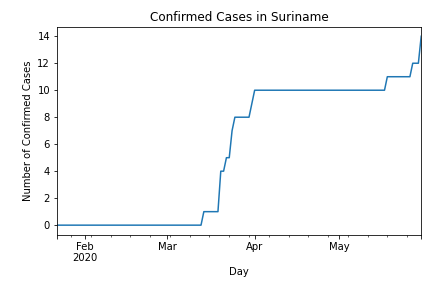 Confirmed Cases in Suriname
Number of Confirmed Cases
14
12
10
8
6
4
2
0
Feb
2020
Mar
Apr
May
Day